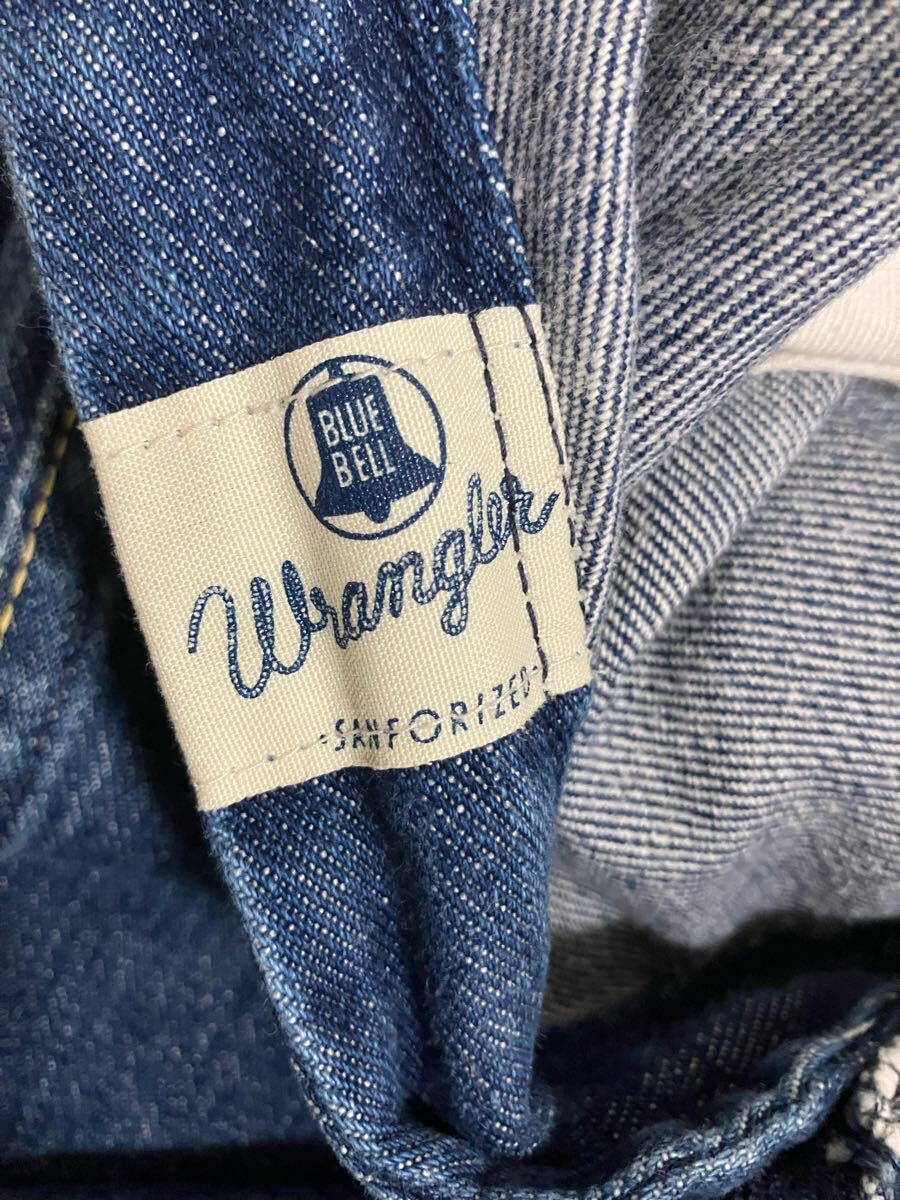 BLUE
BELL
Wrangler
-SANFORIZED-